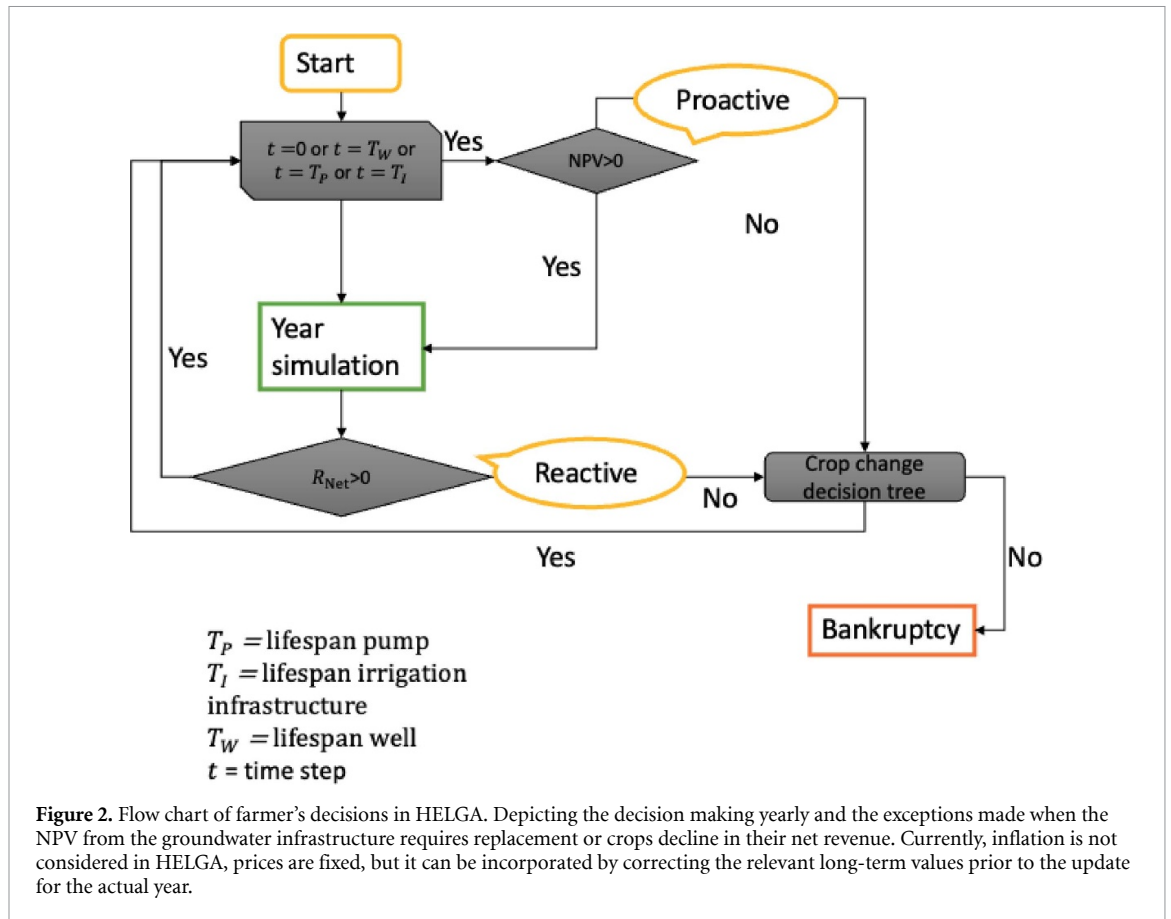 Start
Proactive
t =0 or t = T_W or
t = T_P or t = T_I
Yes
NPV>0
No
Yes
Year
simulation
Yes
R_Net>0
Reactive
No
Crop change
decision tree
Yes
No
Bankruptcy
T_P = lifespan pump
T_I = lifespan irrigation
infrastructure
T_W = lifespan well
t = time step
Figure 2. Flow chart of farmer's decisions in HELGA. Depicting the decision making yearly and the exceptions made when the
NPV from the groundwater infrastructure requires replacement or crops decline in their net revenue. Currently, inflation is not
considered in HELGA, prices are fixed, but it can be incorporated by correcting the relevant long-term values prior to the update
for the actual year.